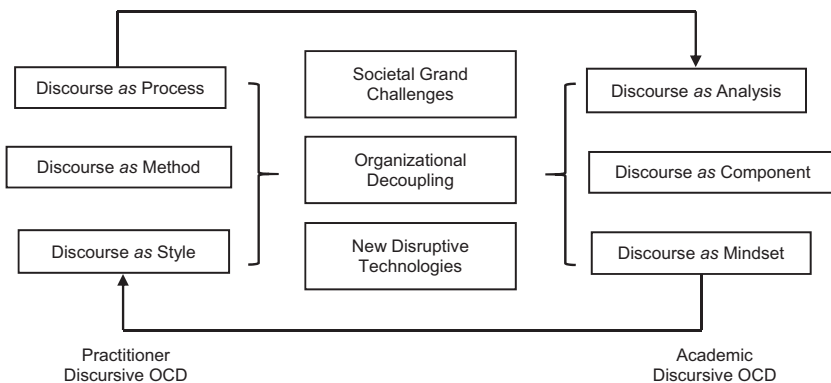 Discourse as Process
Discourse as Method
Discourse as Style
Societal Grand
Challenges
Organizational
Decoupling
New Disruptive
Technologies
Discourse as Analysis
Discourse as Component
Discourse as Mindset
Practitioner
Discursive OCD
Academic
Discursive OCD